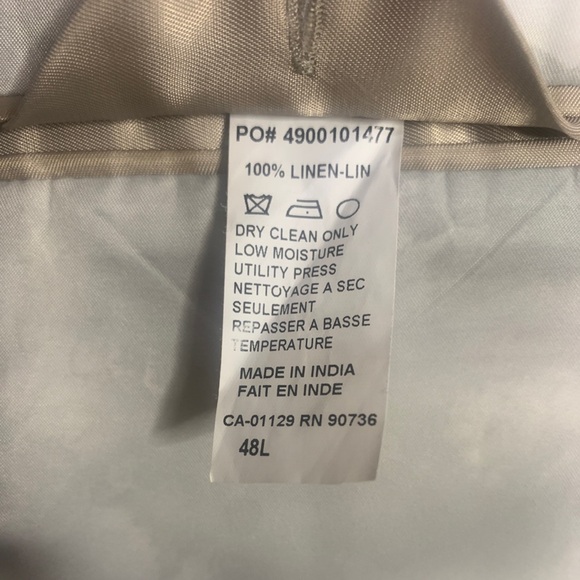 PO# 4900101477
100% LINEN-LIN
DRY CLEAN ONLY
LOW MOISTURE
UTILITY PRESS
NETTOYAGE A SEC
SEULEMENT
REPASSER A BASSE
TEMPERATURE
MADE IN INDIA
FAIT EN INDE
CA-01129 RN 90736
48L